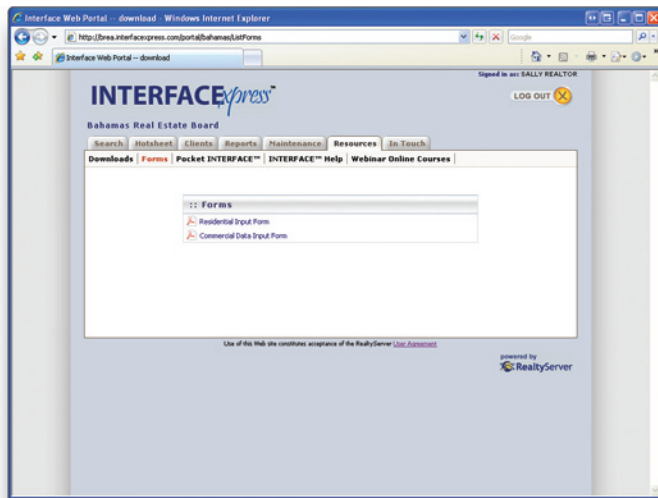 Interface Web Portal -- download - Windows Internet Explorer
http://brea.interfacexpress.com/portal/bahamas/ListForms
Google
Interface Web Portal -- download
Signed in as: SALLY REALTOR
INTERFACExpress™
LOG OUT
Bahamas Real Estate Board
Search Hotsheet Clients Reports Maintenance Resources In Touch
Downloads | Forms | Pocket INTERFACE™ | INTERFACE™ Help | Webinar Online Courses |
:: Forms
Residential Input Form
Commercial Data Input Form
Use of this Web site constitutes acceptance of the RealtyServer User Agreement
powered by
RealtyServer